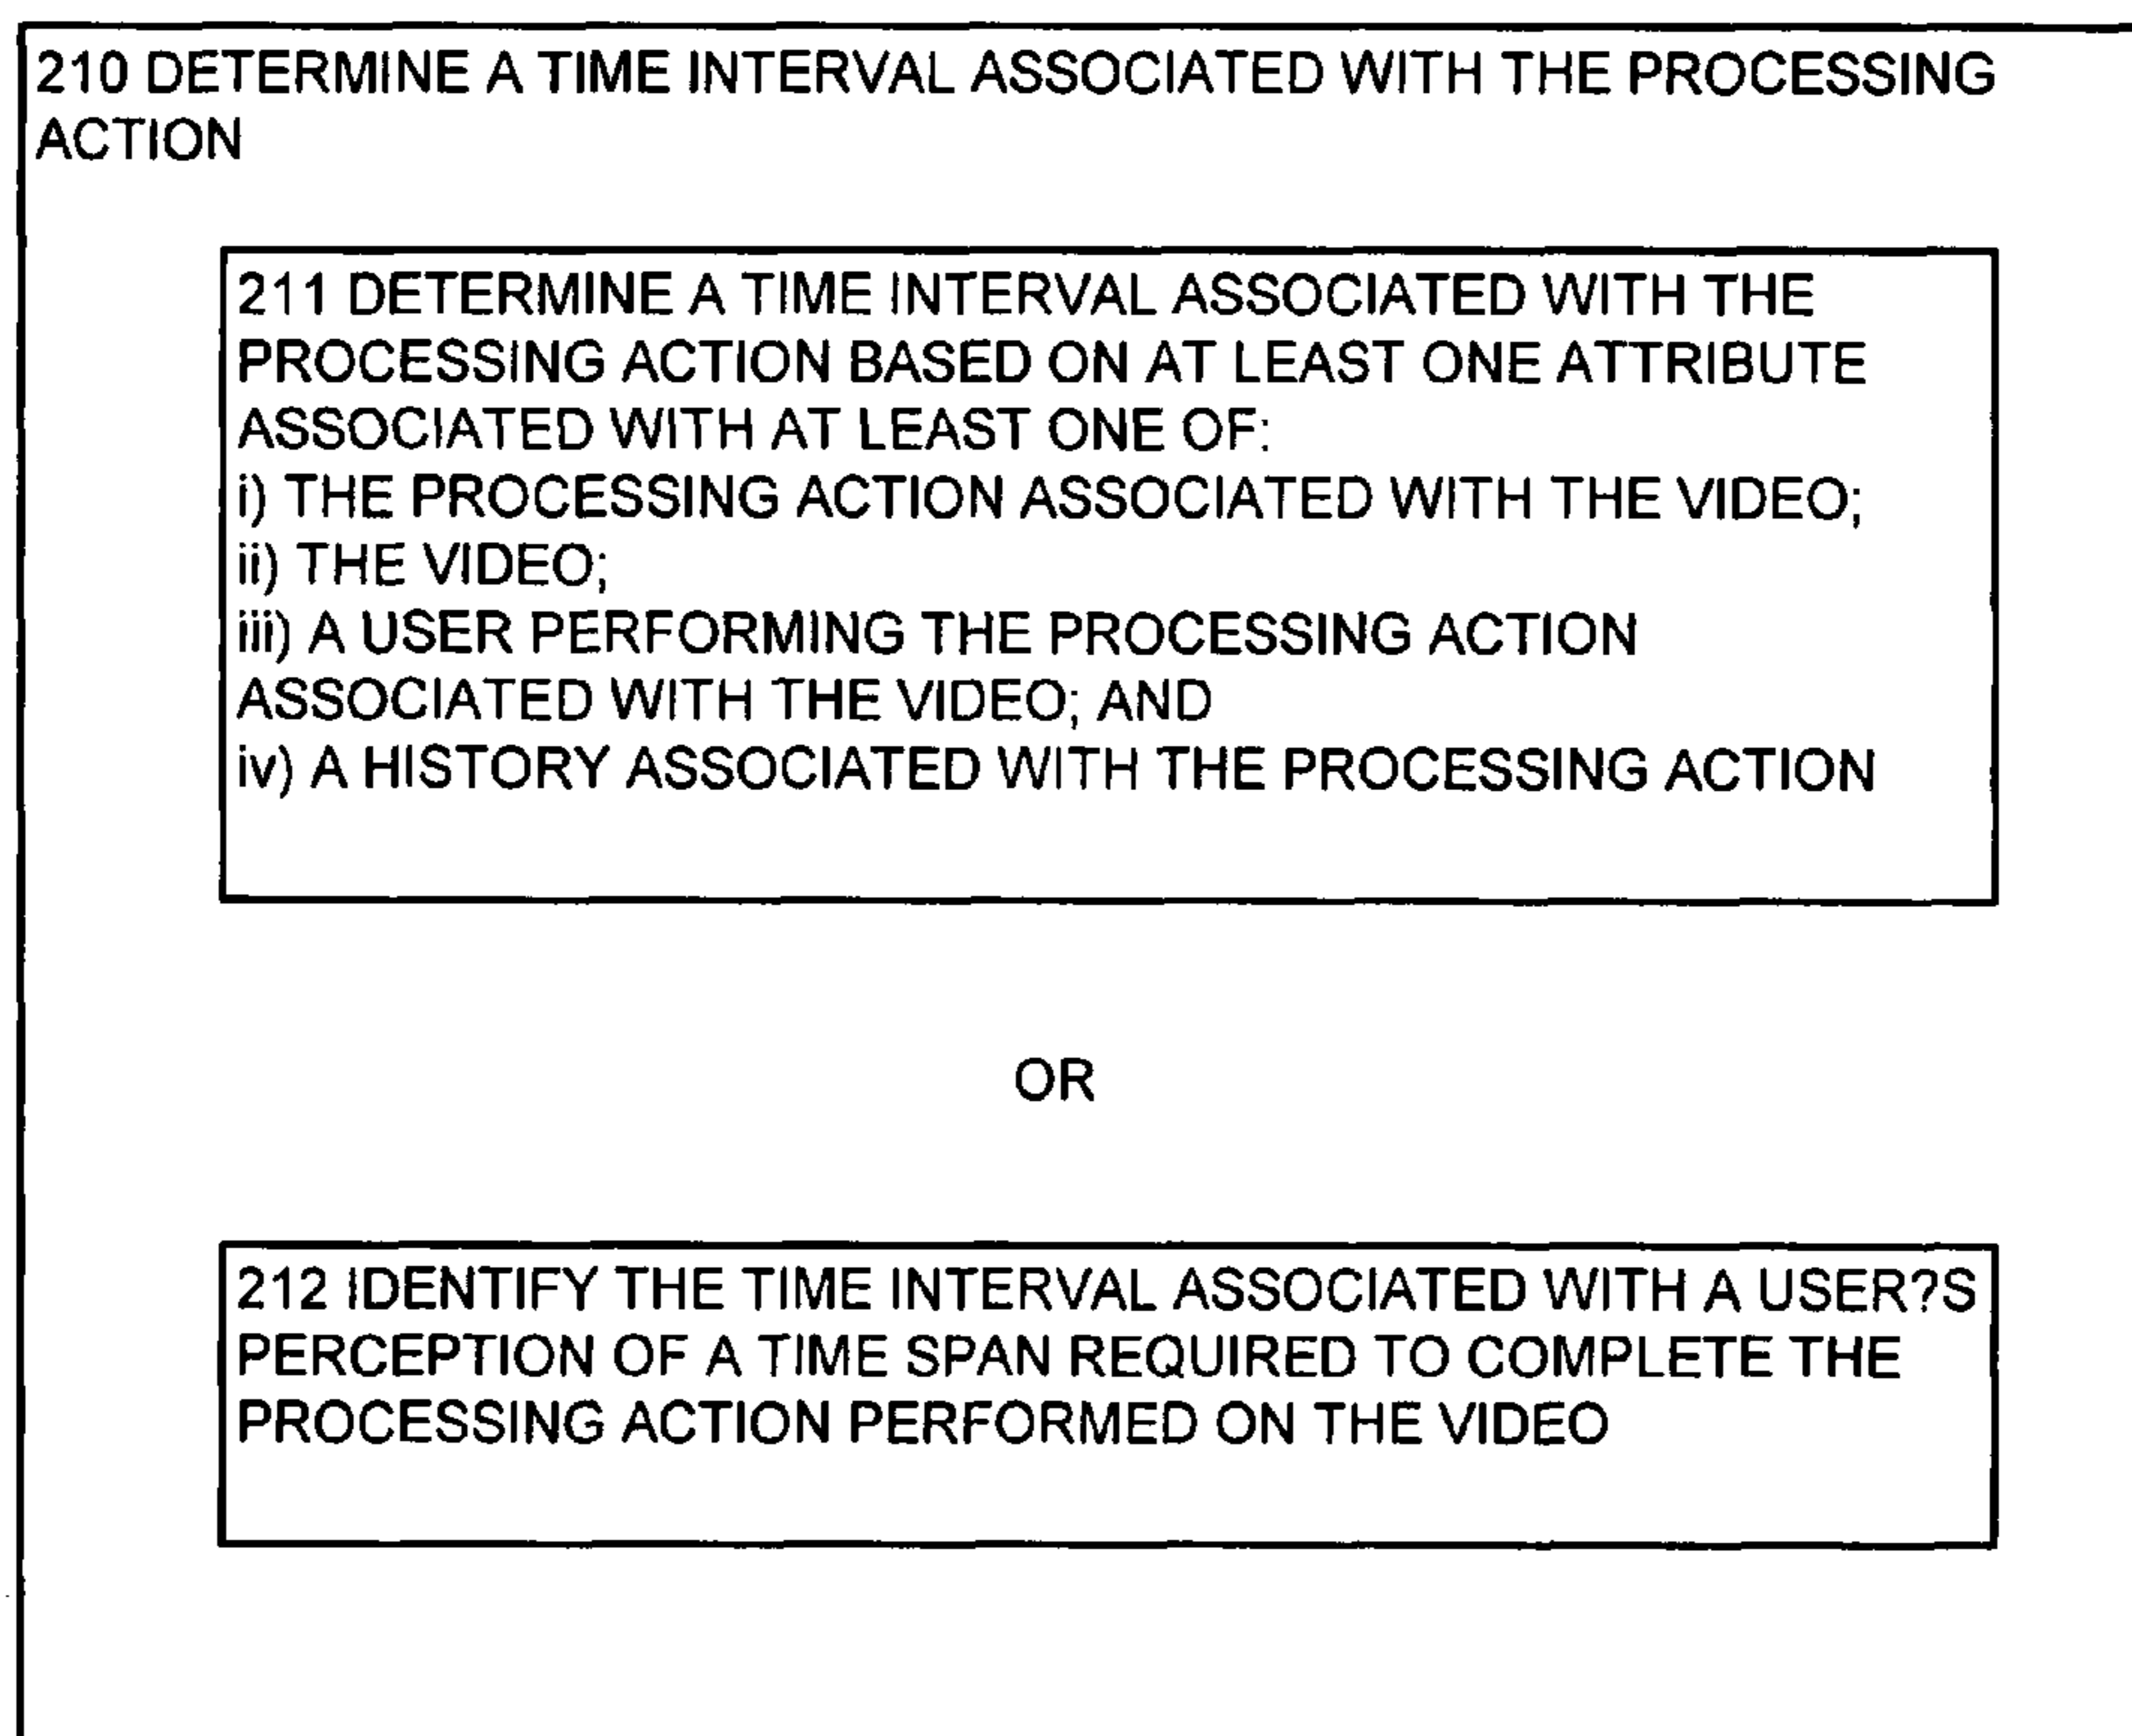 210 DETERMINE A TIME INTERVAL ASSOCIATED WITH THE PROCESSING
ACTION
211 DETERMINE A TIME INTERVAL ASSOCIATED WITH THE
PROCESSING ACTION BASED ON AT LEAST ONE ATTRIBUTE
ASSOCIATED WITH AT LEAST ONE OF:
i) THE PROCESSING ACTION ASSOCIATED WITH THE VIDEO;
ii) THE VIDEO;
iii) A USER PERFORMING THE PROCESSING ACTION
ASSOCIATED WITH THE VIDEO; AND
iv) A HISTORY ASSOCIATED WITH THE PROCESSING ACTION
OR
212 IDENTIFY THE TIME INTERVAL ASSOCIATED WITH A USER?S
PERCEPTION OF A TIME SPAN REQUIRED TO COMPLETE THE
PROCESSING ACTION PERFORMED ON THE VIDEO